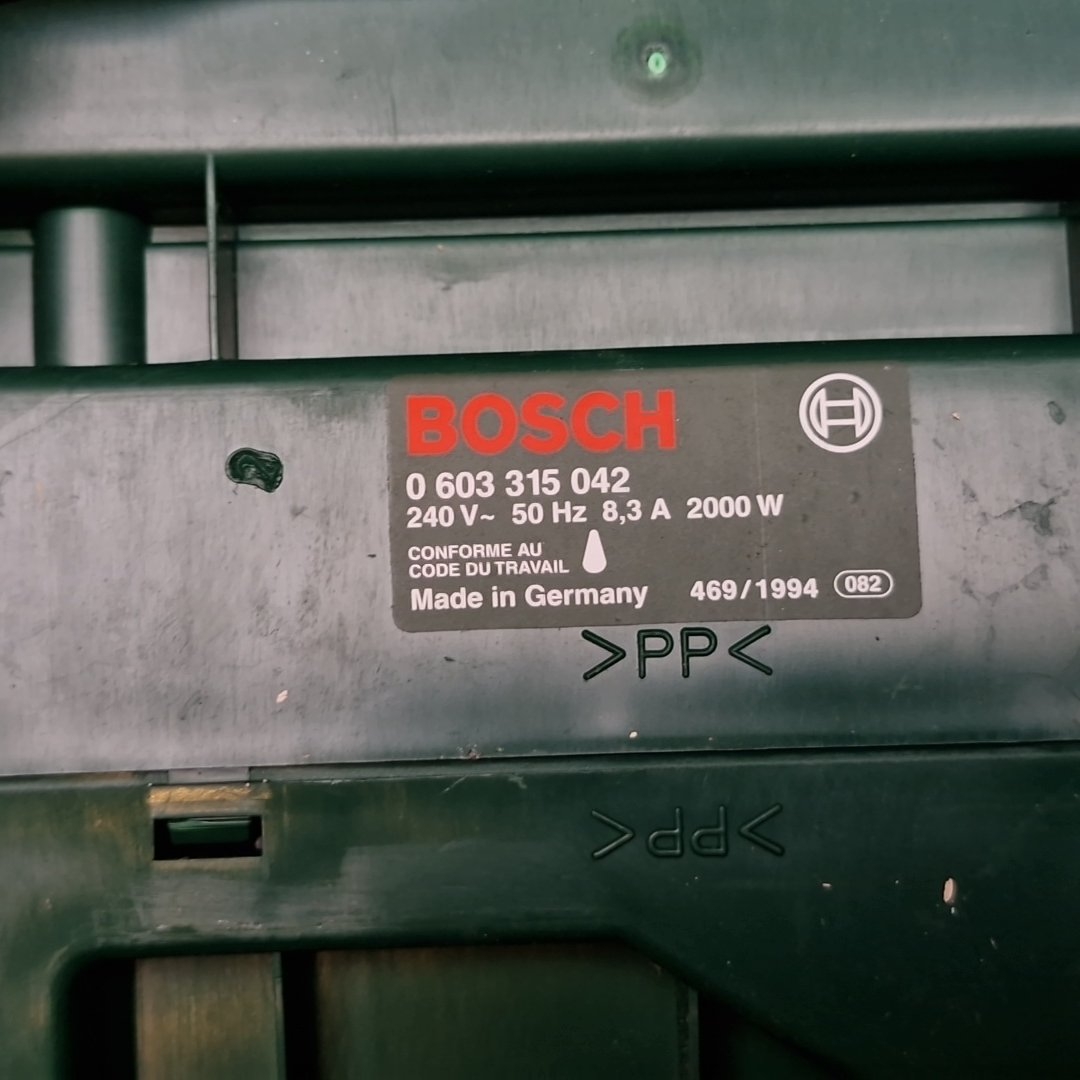 BOSCH
0 603 315 042
240 V~ 50 Hz 8,3 A 2000 W
CONFORME AU
CODE DU TRAVAIL
Made in Germany 469/1994 082
>PP<
>PP<